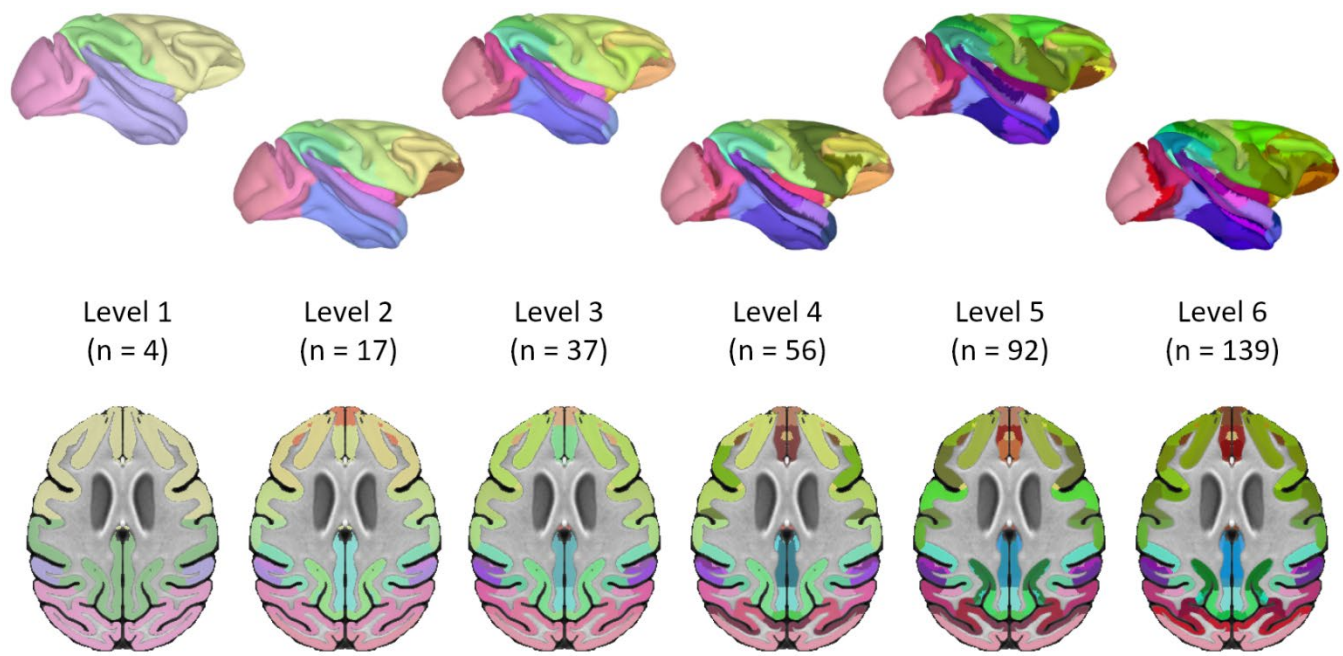 Level 1
(n = 4)
Level 2
(n = 17)
Level 3
(n = 37)
Level 4
(n = 56)
Level 5
(n = 92)
Level 6
(n = 139)